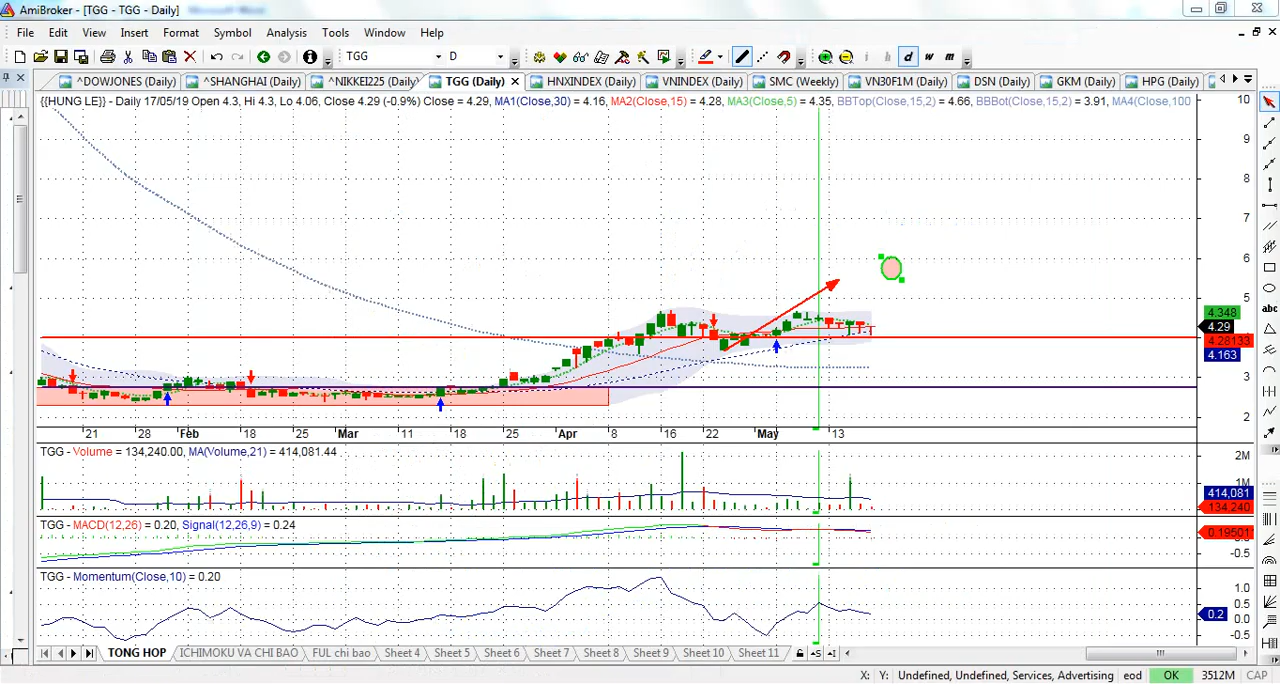 AmiBroker - [TGG - TGG - Daily]
File Edit View Insert Format Symbol Analysis Tools Window Help
TGG D d w m
^DOWJONES (Daily) ^SHANGHAI (Daily) ^NIKKEI225 (Daily) TGG (Daily) HNXINDEX (Daily) VNINDEX (Daily) SMC (Weekly) VN30F1M (Daily) DSN (Daily) GKM (Daily) HPG (Daily)
{{HUNG LE}} - Daily 17/05/19 Open 4.3, Hi 4.3, Lo 4.06, Close 4.29 (-0.9%) Close = 4.29, MA1(Close,30) = 4.16, MA2(Close,15) = 4.28, MA3(Close,5) = 4.35, BBTop(Close,15,2) = 4.66, BBBot(Close,15,2) = 3.91, MA4(Close,100
10
9
8
7
6
5
4.348
4.29
4.28133
4.163
3
2
21 28 Feb 18 25 Mar 11 18 25 Apr 8 16 22 May 13
TGG - Volume = 134,240.00, MA(Volume,21) = 414,081.44
2M
1M
414,081
134,240
TGG - MACD(12,26) = 0.20, Signal(12,26,9) = 0.24
0.19501
-0.5
TGG - Momentum(Close,10) = 0.20
1.0
0.5
0.2
0.0
-0.5
TONG HOP ICHIMOKU VA CHI BAO FUL chi bao Sheet 4 Sheet 5 Sheet 6 Sheet 7 Sheet 8 Sheet 9 Sheet 10 Sheet 11
X: Y: Undefined, Undefined, Services, Advertising eod OK 3512M CAP